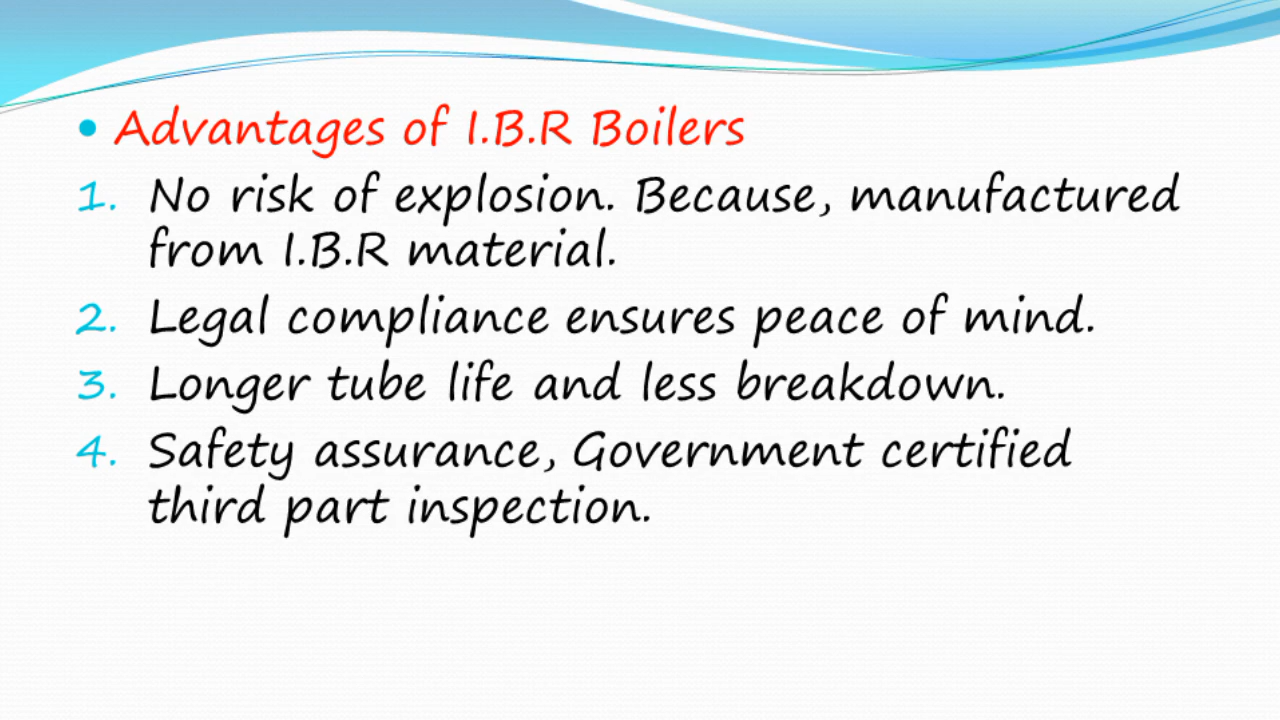 • Advantages of I.B.R Boilers
1. No risk of explosion. Because, manufactured
from I.B.R material.
2. Legal compliance ensures peace of mind.
3. Longer tube life and less breakdown.
4. Safety assurance, Government certified
third part inspection.